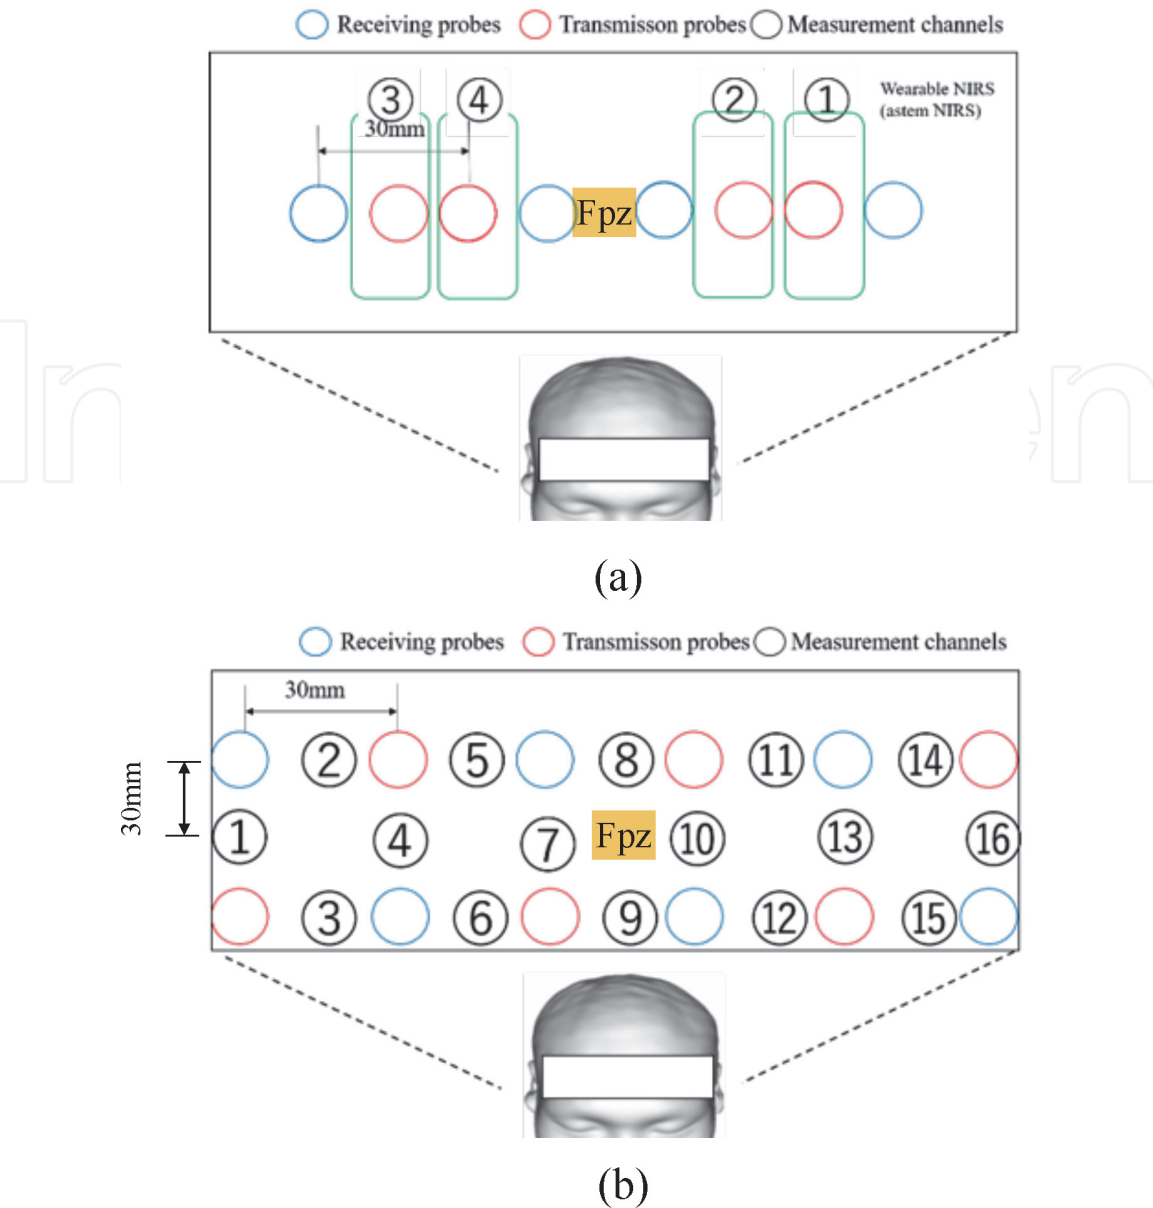 Receiving probes Transmisson probes Measurement channels
③ ④ ② ① Wearable NIRS
(astem NIRS)
30mm
Fpz
(a)
Receiving probes Transmisson probes Measurement channels
30mm
② ⑤ ⑧ ⑪ ⑭
30mm
① ④ ⑦ Fpz ⑩ ⑬ ⑯
③ ⑥ ⑨ ⑫ ⑮
(b)